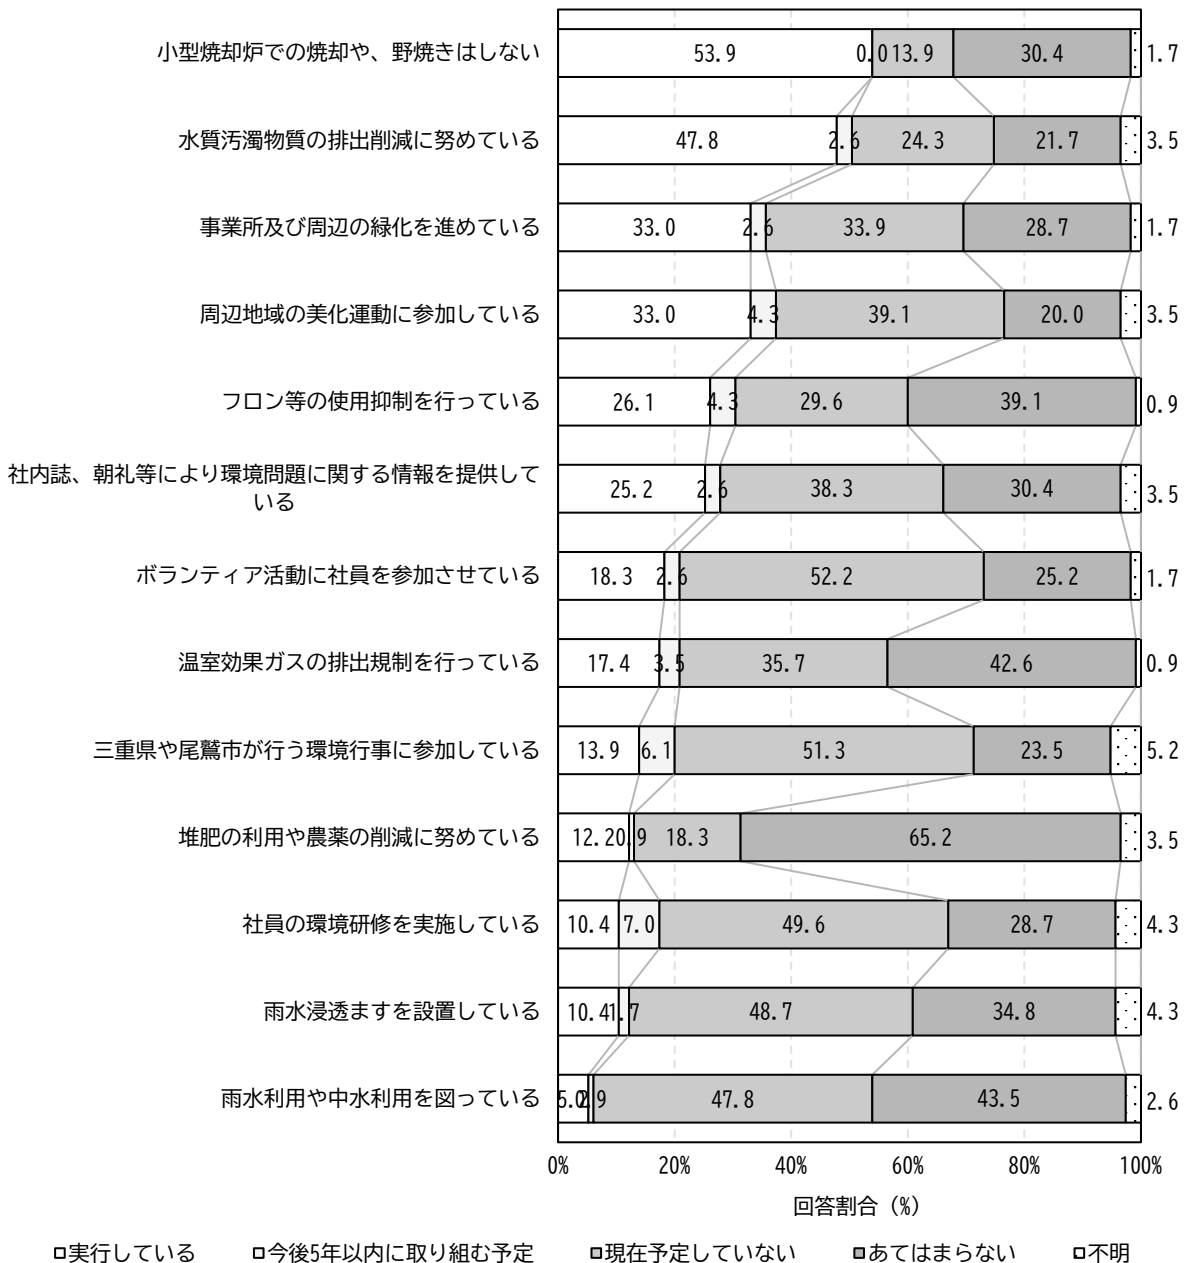 小型焼却炉での焼却や、野焼きはしない 53.9 0.0 13.9 30.4 1.7
水質汚濁物質の排出削減に努めている 47.8 2.6 24.3 21.7 3.5
事業所及び周辺の緑化を進めている 33.0 2.6 33.9 28.7 1.7
周辺地域の美化運動に参加している 33.0 4.3 39.1 20.0 3.5
フロン等の使用抑制を行っている 26.1 4.3 29.6 39.1 0.9
社内誌、朝礼等により環境問題に関する情報を提供して
いる 25.2 2.6 38.3 30.4 3.5
ボランティア活動に社員を参加させている 18.3 2.6 52.2 25.2 1.7
温室効果ガスの排出規制を行っている 17.4 3.5 35.7 42.6 0.9
三重県や尾鷲市が行う環境行事に参加している 13.9 6.1 51.3 23.5 5.2
堆肥の利用や農薬の削減に努めている 12.2 0.9 18.3 65.2 3.5
社員の環境研修を実施している 10.4 7.0 49.6 28.7 4.3
雨水浸透ますを設置している 10.4 1.7 48.7 34.8 4.3
雨水利用や中水利用を図っている 47.8 43.5 2.6
0% 20% 40% 60% 80% 100%
回答割合（%）
実行している 今後5年以内に取り組む予定 現在予定していない あてはまらない 不明